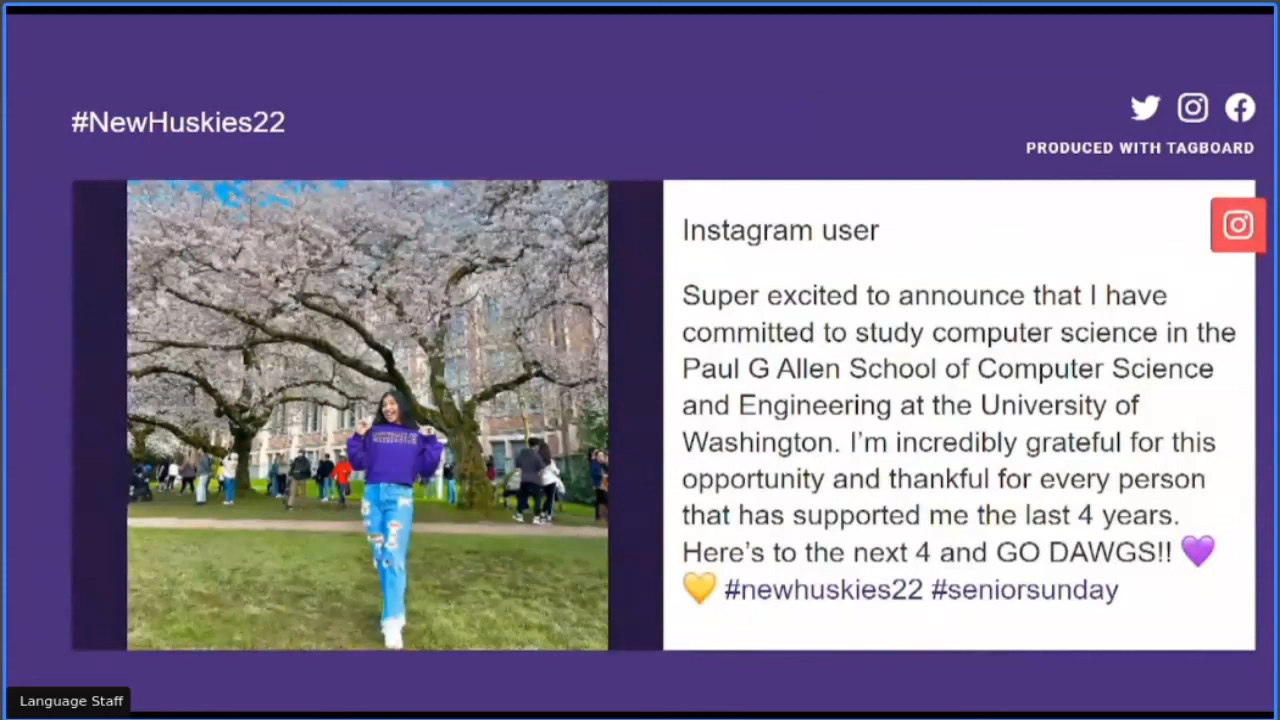 #NewHuskies22
PRODUCED WITH TAGBOARD
Instagram user
Super excited to announce that I have
committed to study computer science in the
Paul G Allen School of Computer Science
and Engineering at the University of
Washington. I’m incredibly grateful for this
opportunity and thankful for every person
that has supported me the last 4 years.
Here’s to the next 4 and GO DAWGS!! 💜
💛 #newhuskies22 #seniorsunday
WASHINGTON
Language Staff